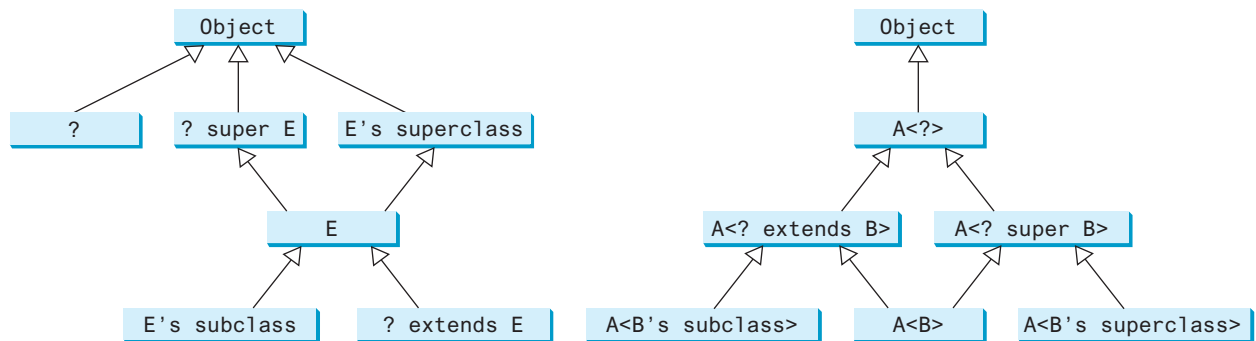 Object
? 
? super E
E's superclass
E
E's subclass
? extends E
Object
A<?>
A<? extends B>
A<? super B>
A<B's subclass>
A<B>
A<B's superclass>